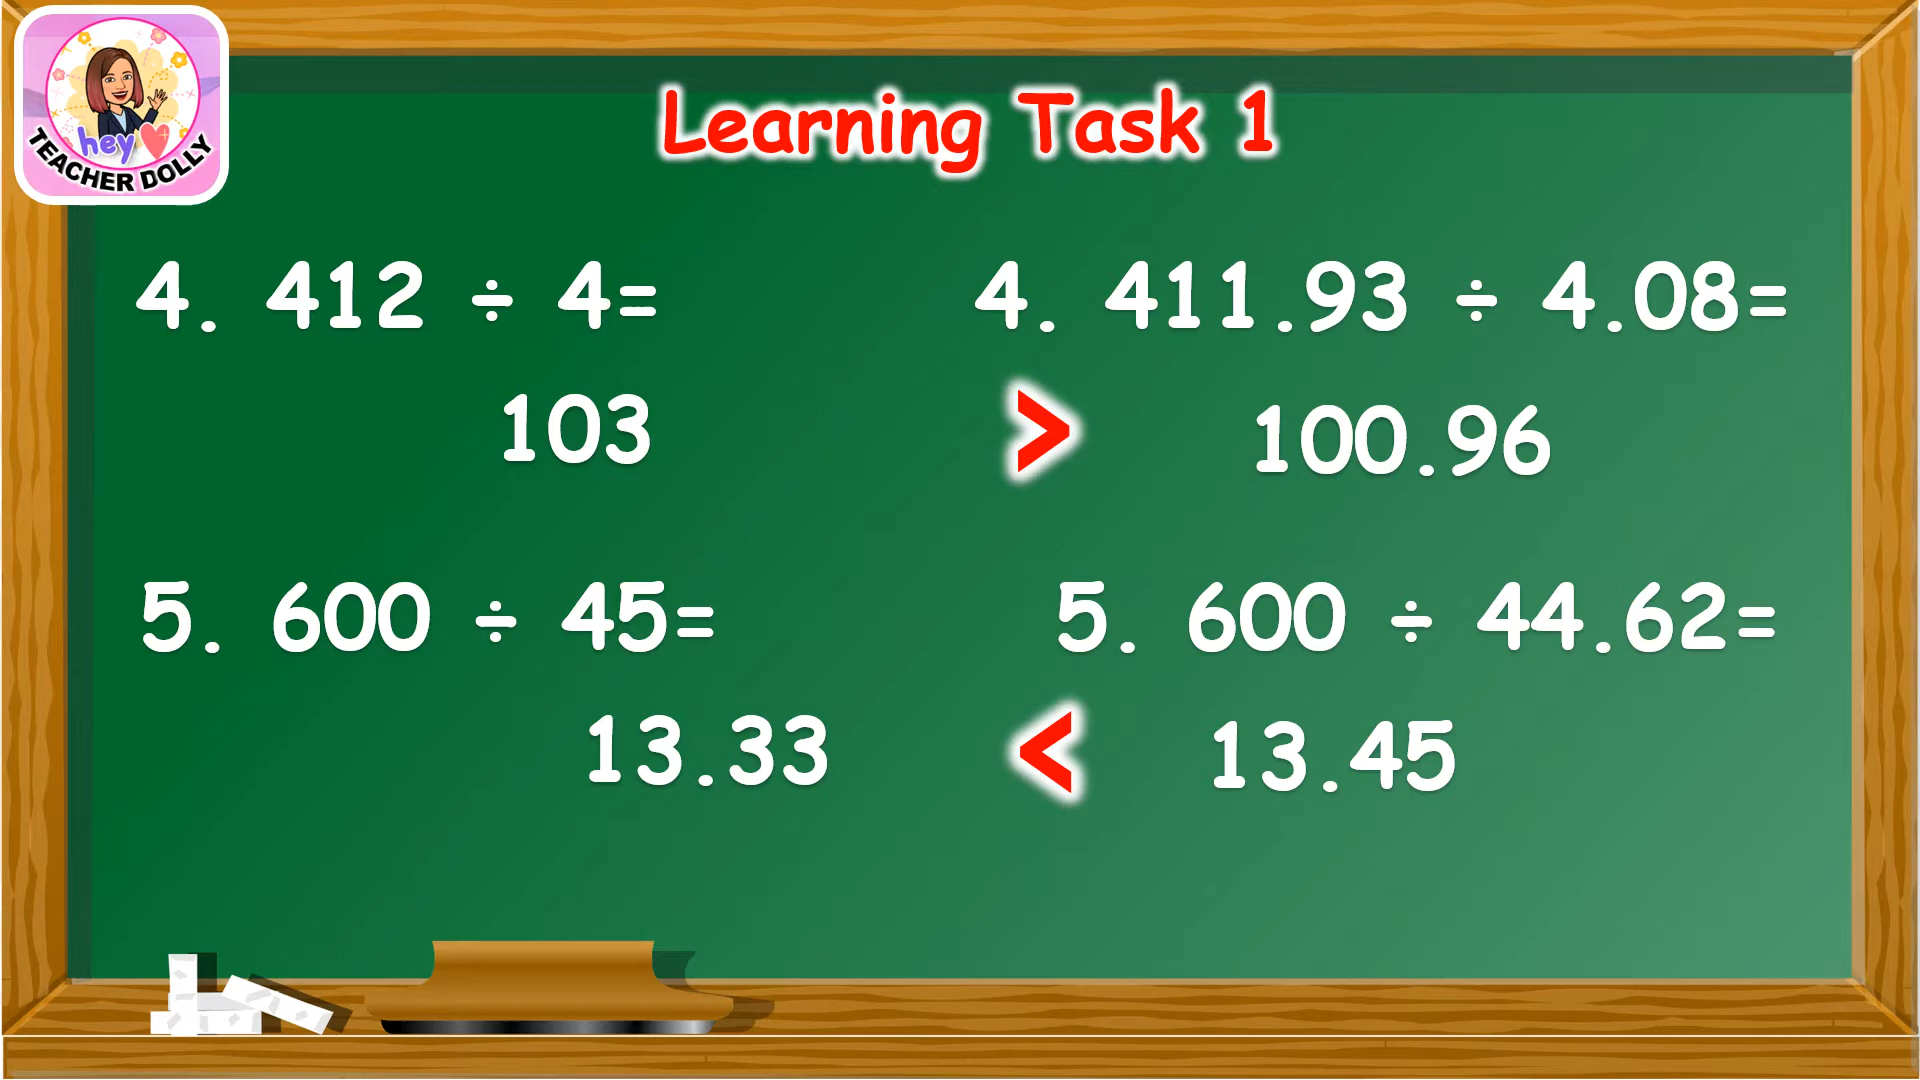 hey
TEACHER DOLLY
Learning Task 1
4. 412 ÷ 4=
4. 411.93 ÷ 4.08=
103 > 100.96
5. 600 ÷ 45=
5. 600 ÷ 44.62=
13.33 < 13.45